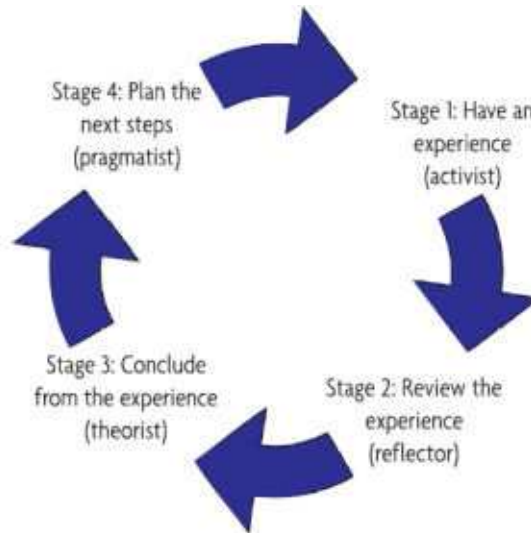 Stage 4: Plan the
next steps
(pragmatist)
Stage 1: Have an
experience
(activist)
Stage 2: Review the
experience
(reflector)
Stage 3: Conclude
from the experience
(theorist)